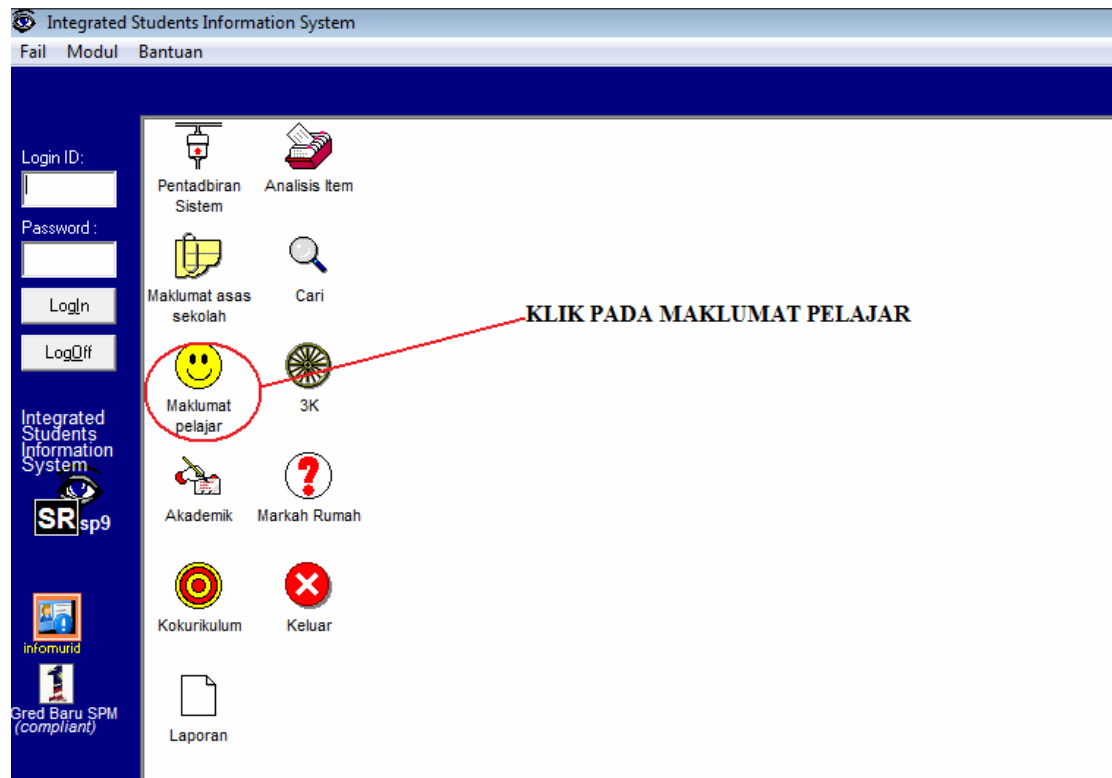 Integrated Students Information System
Fail Modul Bantuan
Login ID:
Password :
LogIn
LogOff
Integrated
Students
Information
System
SR sp9
infomurid
1
Gred Baru SPM
(compliant)
Pentadbiran
Sistem
Analisis Item
Maklumat asas
sekolah
Cari
KLIK PADA MAKLUMAT PELAJAR
Maklumat
pelajar
3K
Akademik
Markah Rumah
Kokurikulum
Keluar
Laporan